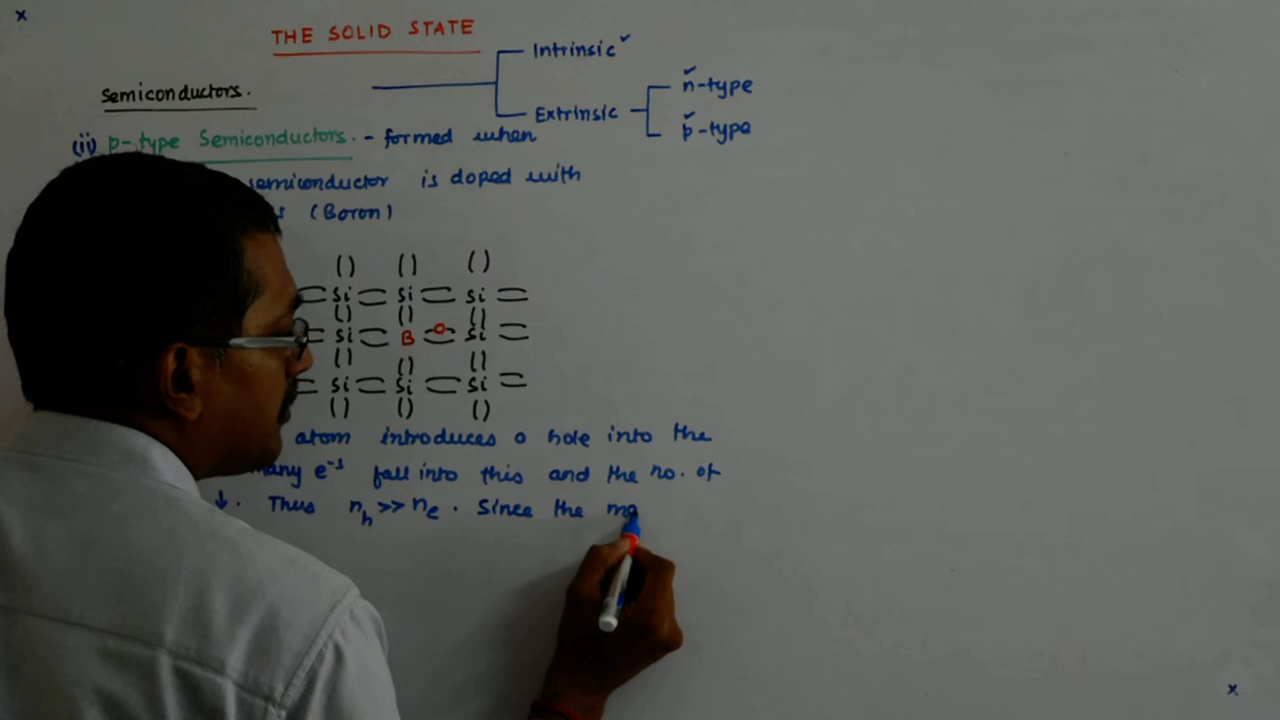 THE SOLID STATE
Intrinsic ✓
Semiconductors.
n-type
Extrinsic
p-type
(ii) p-type Semiconductors. - formed when
semiconductor is doped with
(Boron)
() () ()
Si Si Si
() () ()
Si B Si
() () ()
Si Si Si
() () ()
atom introduces a hole into the
many e⁻s fall into this and the no. of
↓. Thus nₕ >> nₑ. Since the ma